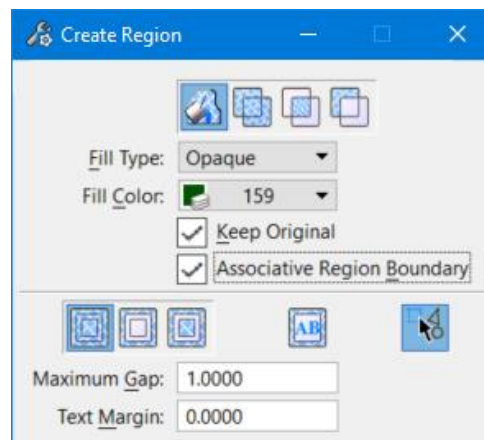 Create Region
Fill Type: Opaque
Fill Color: 159
Keep Original
Associative Region Boundary
AB
Maximum Gap: 1.0000
Text Margin: 0.0000